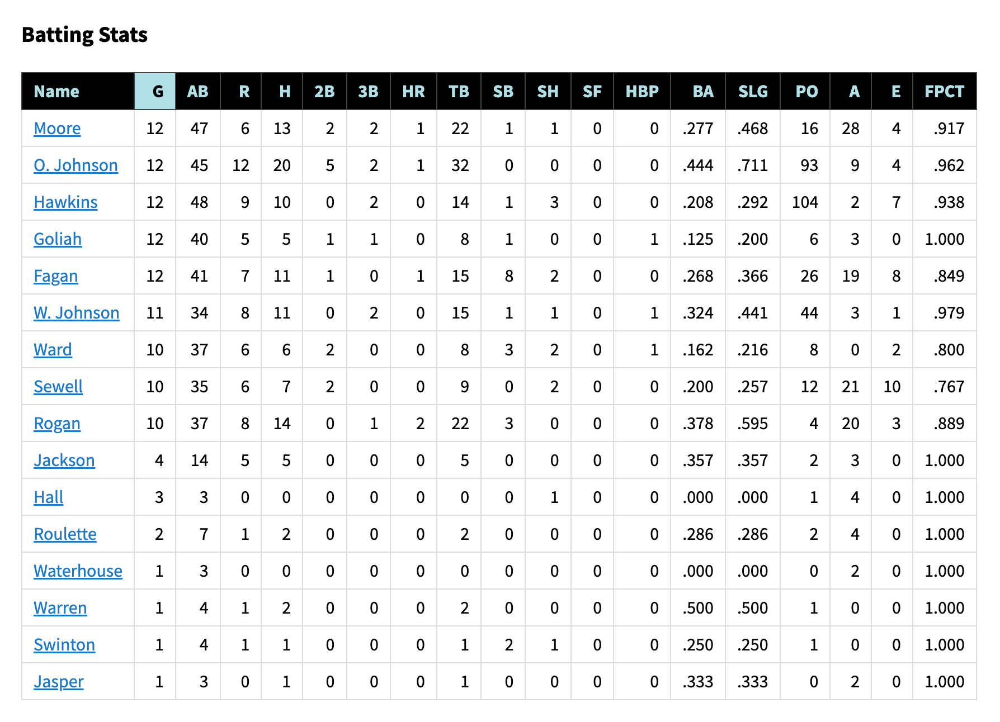 Batting Stats
Name G AB R H 2B 3B HR TB SB SH SF HBP BA SLG PO A E FPCT
Moore 12 47 6 13 2 2 1 22 1 1 0 0 .277 .468 16 28 4 .917
O. Johnson 12 45 12 20 5 2 1 32 0 0 0 0 .444 .711 93 9 4 .962
Hawkins 12 48 9 10 0 2 0 14 1 3 0 0 .208 .292 104 2 7 .938
Goliah 12 40 5 5 1 1 0 8 1 0 0 1 .125 .200 6 3 0 1.000
Fagan 12 41 7 11 1 0 1 15 8 2 0 0 .268 .366 26 19 8 .849
W. Johnson 11 34 8 11 0 2 0 15 1 1 0 1 .324 .441 44 3 1 .979
Ward 10 37 6 6 2 0 0 8 3 2 0 1 .162 .216 8 0 2 .800
Sewell 10 35 6 7 2 0 0 9 0 2 0 0 .200 .257 12 21 10 .767
Rogan 10 37 8 14 0 1 2 22 3 0 0 0 .378 .595 4 20 3 .889
Jackson 4 14 5 5 0 0 0 5 0 0 0 0 .357 .357 2 3 0 1.000
Hall 3 3 0 0 0 0 0 0 0 1 0 0 .000 .000 1 4 0 1.000
Roulette 2 7 1 2 0 0 0 2 0 0 0 0 .286 .286 2 4 0 1.000
Waterhouse 1 3 0 0 0 0 0 0 0 0 0 0 .000 .000 0 2 0 1.000
Warren 1 4 1 2 0 0 0 2 0 0 0 0 .500 .500 1 0 0 1.000
Swinton 1 4 1 1 0 0 0 1 2 1 0 0 .250 .250 1 0 0 1.000
Jasper 1 3 0 1 0 0 0 1 0 0 0 0 .333 .333 0 2 0 1.000